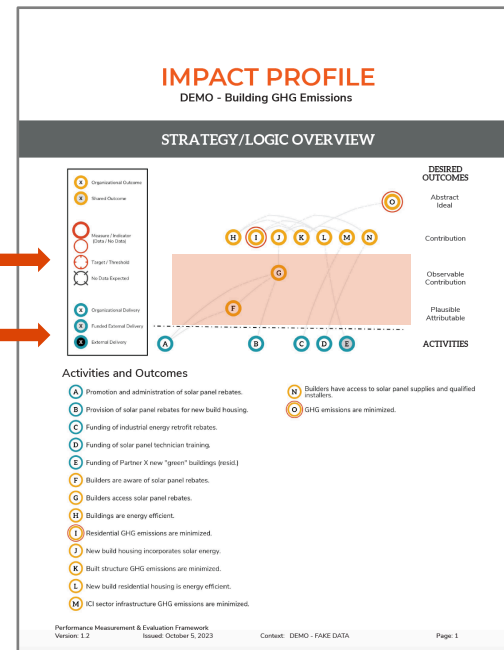 IMPACT PROFILE
DEMO - Building GHG Emissions
STRATEGY/LOGIC OVERVIEW
X Organizational Outcome
X Shared Outcome
Measure / Indicator
(Data / No Data)
Target / Threshold
No Data Expected
X Organizational Delivery
X Funded External Delivery
X External Delivery
DESIRED
OUTCOMES
Abstract
Ideal
Contribution
Observable
Contribution
Plausible
Attributable
ACTIVITIES
O
H I J K L M N
G
F
A B C D E
Activities and Outcomes
A Promotion and administration of solar panel rebates.
B Provision of solar panel rebates for new build housing.
C Funding of industrial energy retrofit rebates.
D Funding of solar panel technician training.
E Funding of Partner X new "green" buildings (resid.)
F Builders are aware of solar panel rebates.
G Builders access solar panel rebates.
H Buildings are energy efficient.
I Residential GHG emissions are minimized.
J New build housing incorporates solar energy.
K Built structure GHG emissions are minimized.
L New build residential housing is energy efficient.
M ICI sector infrastructure GHG emissions are minimized.
N Builders have access to solar panel supplies and qualified
installers.
O GHG emissions are minimized.
Performance Measurement & Evaluation Framework
Version: 1.2 Issued: October 5, 2023 Context: DEMO - FAKE DATA Page: 1